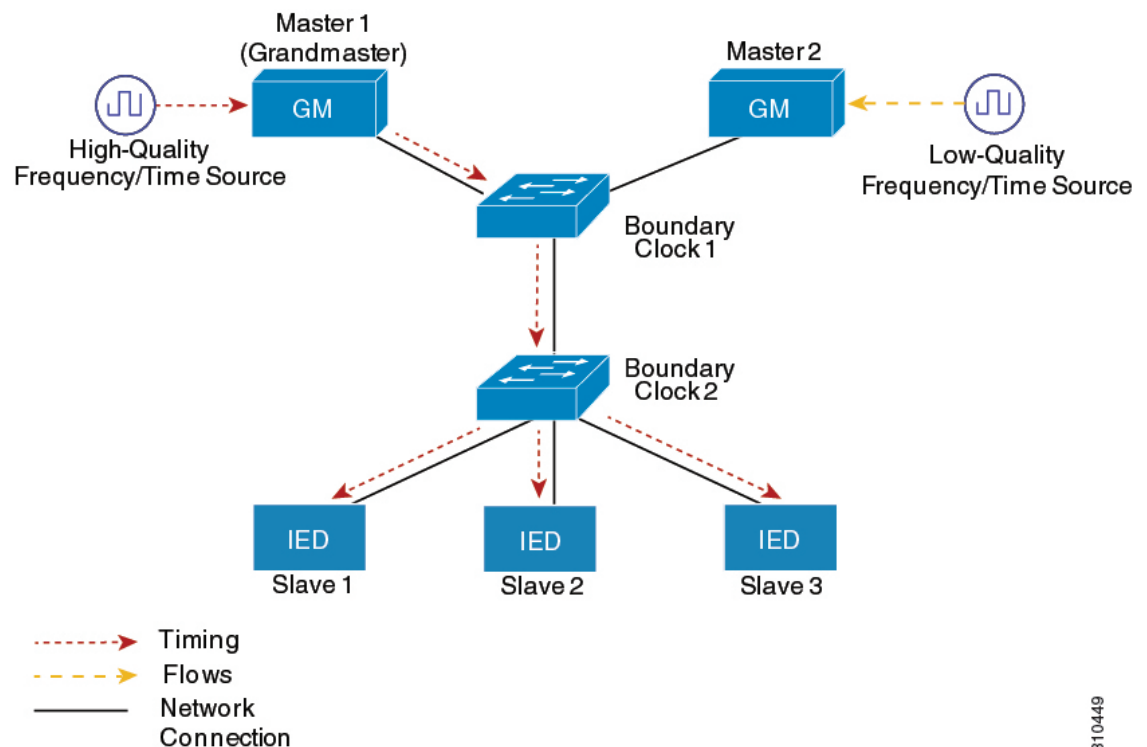 Master 1
(Grandmaster)
Master 2
GM
GM
High-Quality
Frequency/Time Source
Low-Quality
Frequency/Time Source
Boundary
Clock 1
Boundary
Clock 2
IED
IED
IED
Slave 1
Slave 2
Slave 3
Timing
Flows
Network
Connection
310449